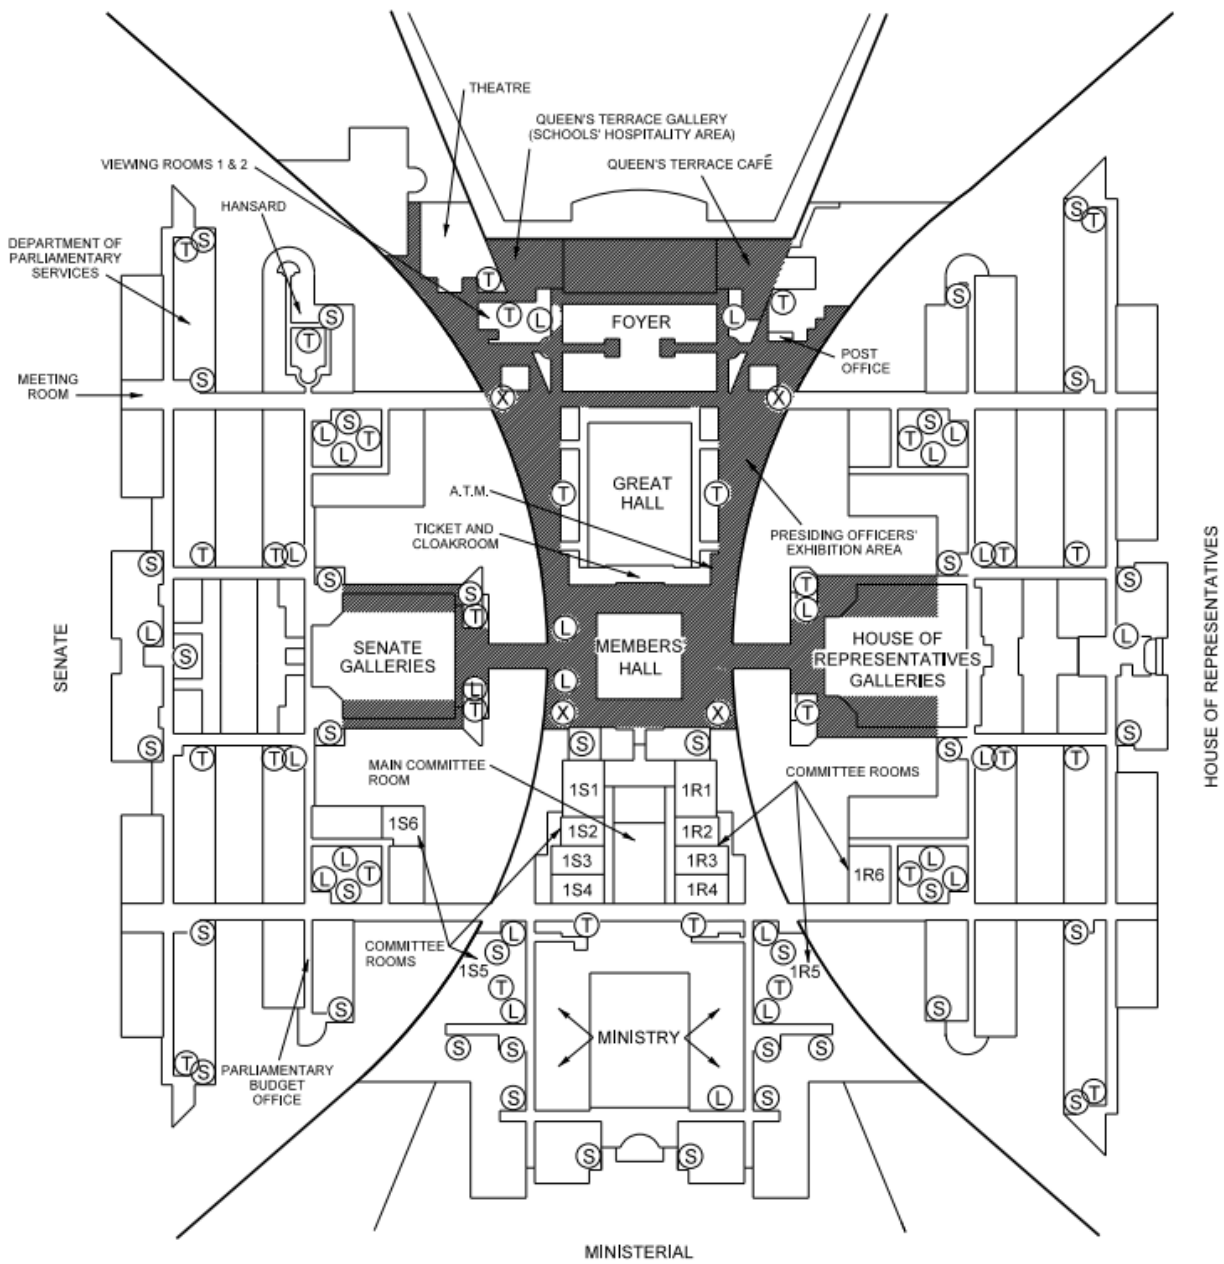 THEATRE
QUEEN'S TERRACE GALLERY
(SCHOOLS' HOSPITALITY AREA)
VIEWING ROOMS 1 & 2
QUEEN'S TERRACE CAFÉ
HANSARD
S
T
S
T
DEPARTMENT OF
PARLIAMENTARY
SERVICES
T
S
T
T
S
S
T
T
L
FOYER
L
T
POST
OFFICE
MEETING
ROOM
S
S
X
X
L
S
T
L
T
S
L
L
A.T.M.
GREAT
HALL
T
T
TICKET AND
CLOAKROOM
PRESIDING OFFICERS'
EXHIBITION AREA
S
T
T
L
S
S
L
T
T
S
S
T
T
L
L
L
L
SENATE
S
SENATE
GALLERIES
MEMBERS'
HALL
HOUSE OF
REPRESENTATIVES
GALLERIES
HOUSE OF REPRESENTATIVES
L
T
L
X
X
T
S
S
S
S
S
S
T
T
L
L
T
T
MAIN COMMITTEE
ROOM
COMMITTEE ROOMS
1S1
1R1
1S6
1S2
1R2
1S3
1R3
1S4
1R4
1R6
L
L
T
S
L
T
L
S
S
L
T
T
L
S
COMMITTEE
ROOMS
S
S
1S5
1R5
T
T
S
L
L
S
MINISTRY
S
S
S
S
T
S
PARLIAMENTARY
BUDGET
OFFICE
S
L
S
T
S
S
S
MINISTERIAL